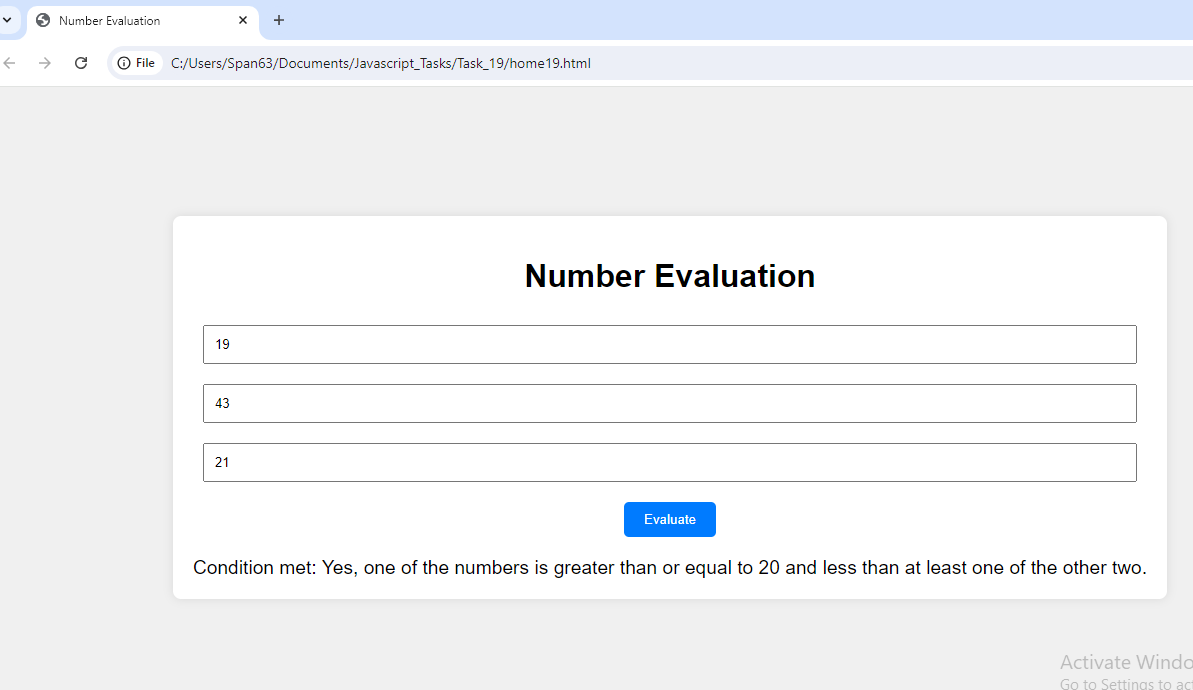 Number Evaluation
File
C:/Users/Span63/Documents/Javascript_Tasks/Task_19/home19.html
Number Evaluation
19
43
21
Evaluate
Condition met: Yes, one of the numbers is greater than or equal to 20 and less than at least one of the other two.
Activate Windo
Go to Settings to act